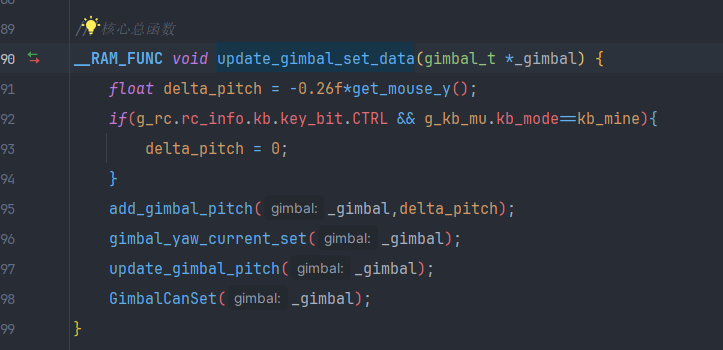 88
89 //核心总函数
90 __RAM_FUNC void update_gimbal_set_data(gimbal_t *_gimbal) {
91 float delta_pitch = -0.26f*get_mouse_y();
92 if(g_rc.rc_info.kb.key_bit.CTRL && g_kb_mu.kb_mode==kb_mine){
93 delta_pitch = 0;
94 }
95 add_gimbal_pitch( gimbal: _gimbal,delta_pitch);
96 gimbal_yaw_current_set( gimbal: _gimbal);
97 update_gimbal_pitch( gimbal: _gimbal);
98 GimbalCanSet( gimbal: _gimbal);
99 }